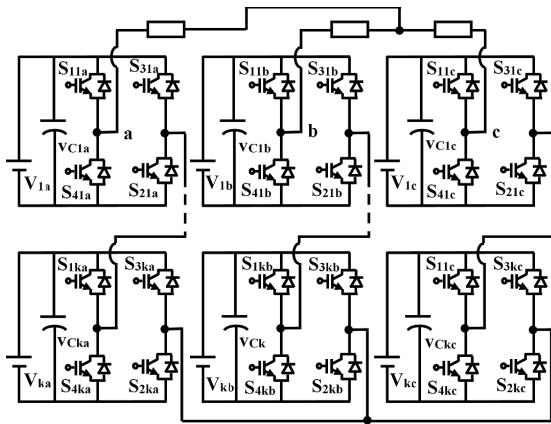 S11a S31a S11b S31b S11c S31c
a b c
vC1a vC1b vC1c
V1a S41a S21a V1b S41b S21b V1c S41c S21c
S1ka S3ka S1kb S3kb S11c S3kc
vCka vCk vCkc
Vka S4ka S2ka Vkb S4kb S2kb Vkc S4kc S2kc